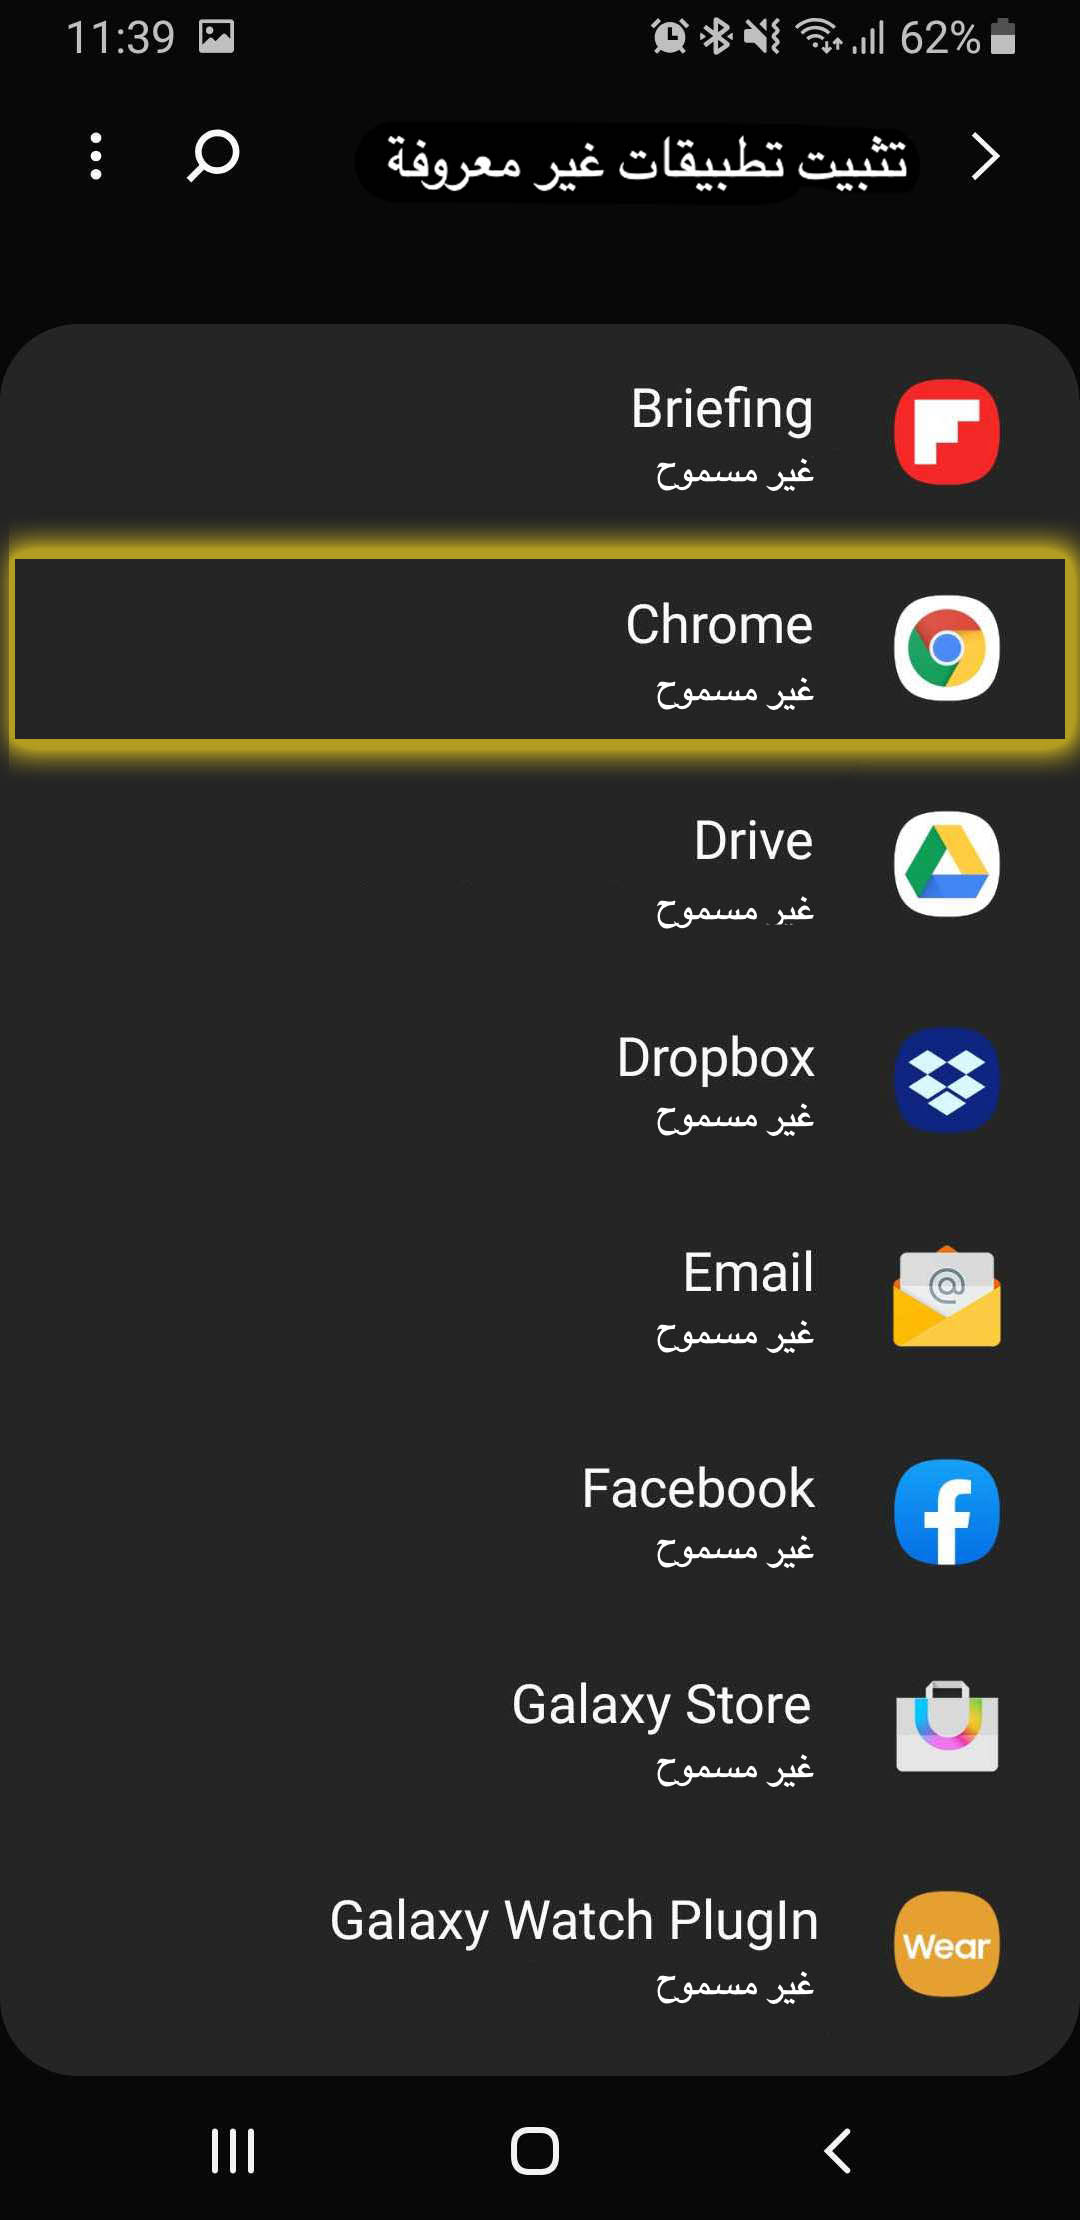 11:39 62%
تثبيت تطبيقات غير معروفة
Briefing
غير مسموح
Chrome
غير مسموح
Drive
غير مسموح
Dropbox
غير مسموح
Email
غير مسموح
Facebook
غير مسموح
Galaxy Store
غير مسموح
Galaxy Watch PlugIn
Wear
غير مسموح